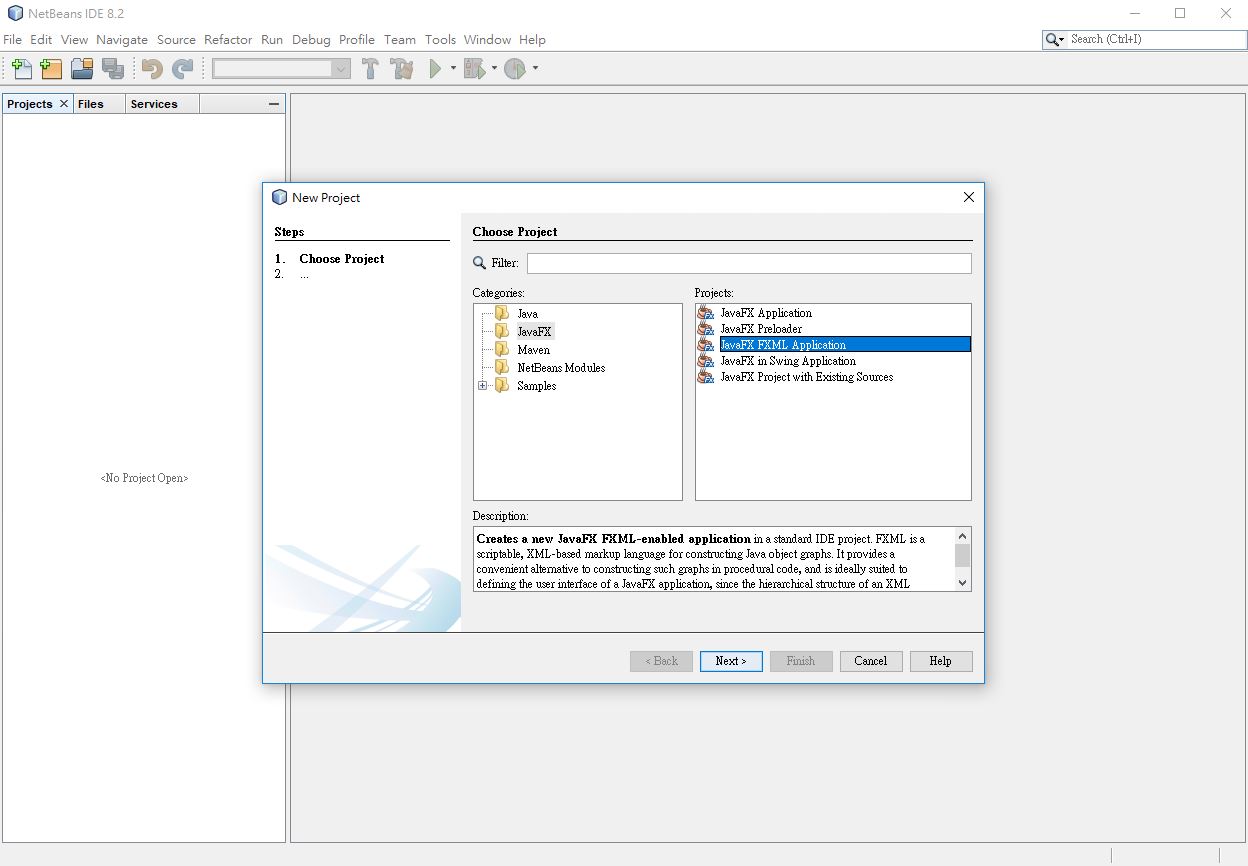 NetBeans IDE 8.2
File Edit View Navigate Source Refactor Run Debug Profile Team Tools Window Help
Search (Ctrl+I)
Projects Files Services
<No Project Open>
New Project
Steps
1. Choose Project
2. ...
Choose Project
Filter:
Categories:
Java
JavaFX
Maven
NetBeans Modules
Samples
Projects:
JavaFX Application
JavaFX Preloader
JavaFX FXML Application
JavaFX in Swing Application
JavaFX Project with Existing Sources
Description:
Creates a new JavaFX FXML-enabled application in a standard IDE project. FXML is a
scriptable, XML-based markup language for constructing Java object graphs. It provides a
convenient alternative to constructing such graphs in procedural code, and is ideally suited to
defining the user interface of a JavaFX application, since the hierarchical structure of an XML
< Back Next > Finish Cancel Help